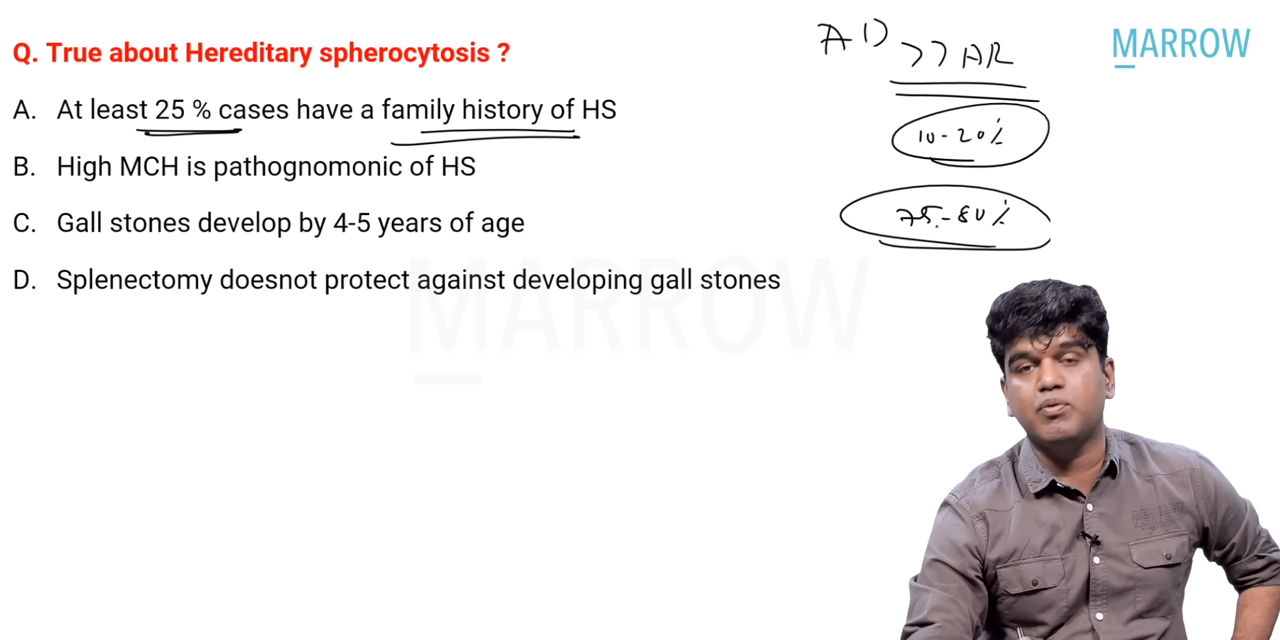 Q. True about Hereditary spherocytosis ?
A. At least 25 % cases have a family history of HS
B. High MCH is pathognomonic of HS
C. Gall stones develop by 4-5 years of age
D. Splenectomy doesnot protect against developing gall stones
AD >> AR
10-20%
75-80%
MARROW
MARROW